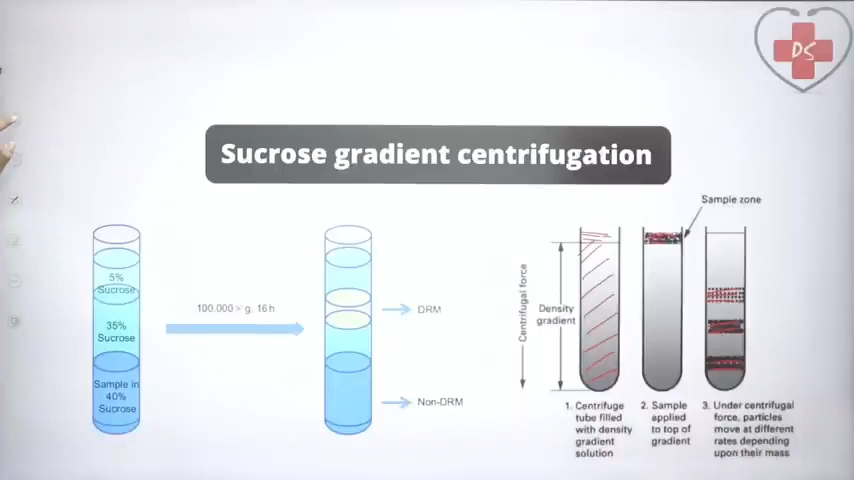 DS
Sucrose gradient centrifugation
5%
Sucrose
35%
Sucrose
Sample in
40%
Sucrose
100.000 × g. 16 h
DRM
Non-DRM
Sample zone
Centrifugal force
Density
gradient
1. Centrifuge
tube filled
with density
gradient
solution
2. Sample
applied
to top of
gradient
3. Under centrifugal
force, particles
move at different
rates depending
upon their mass